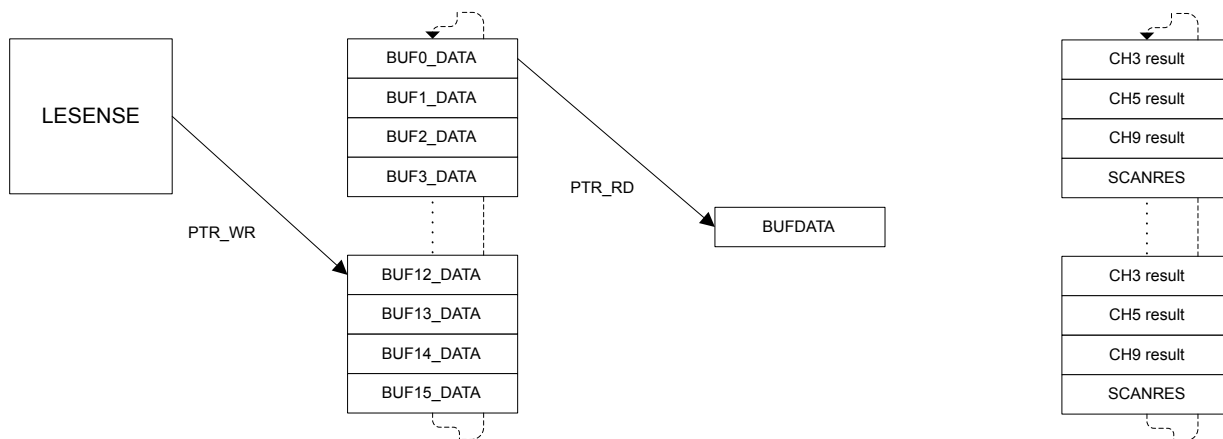 LESENSE
PTR_WR
BUF0_DATA
BUF1_DATA
BUF2_DATA
BUF3_DATA
BUF12_DATA
BUF13_DATA
BUF14_DATA
BUF15_DATA
PTR_RD
BUFDATA
CH3 result
CH5 result
CH9 result
SCANRES
CH3 result
CH5 result
CH9 result
SCANRES